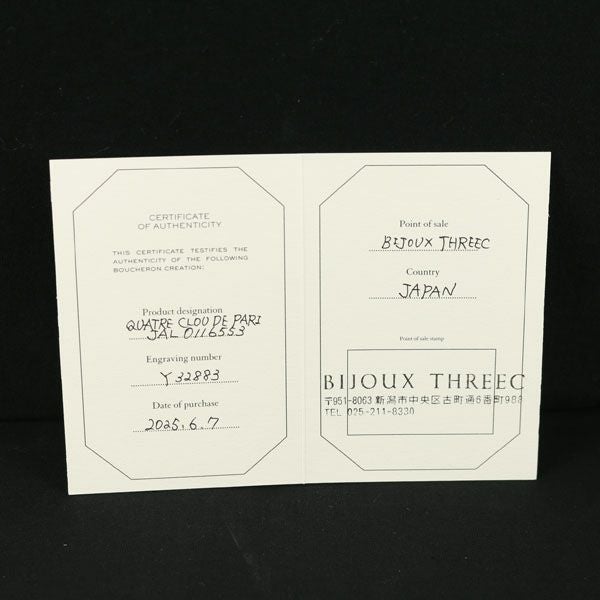 CERTIFICATE
OF AUTHENTICITY
THIS CERTIFICATE TESTIFIES THE
AUTHENTICITY OF THE FOLLOWING
BOUCHERON CREATION:
Product designation
QUATRE CLOU DE PARI
JAL 0116553
Engraving number
Y32883
Date of purchase
2025.6.7
Point of sale
BIJOUX THREEC
Country
JAPAN
Point of sale stamp
BIJOUX THREEC
〒951-8063 新潟市中央区古町通6番町988
TEL 025-211-8330